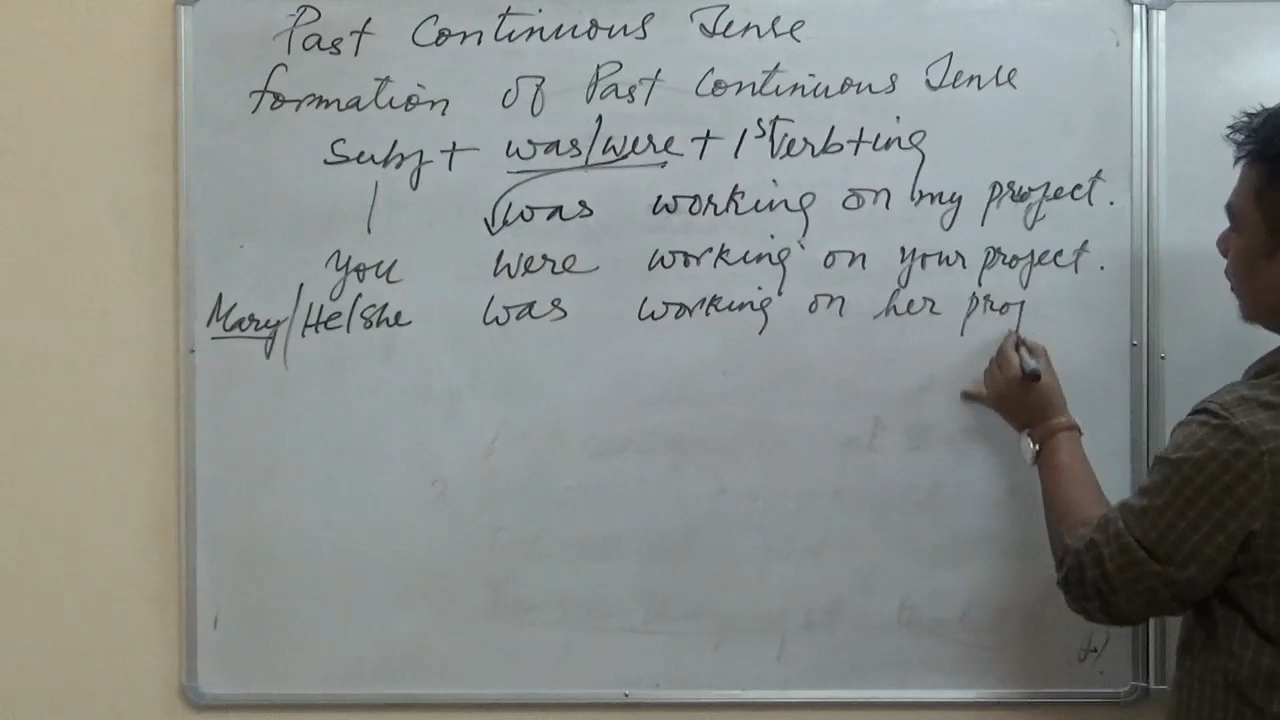 Past Continuous Tense
formation of Past Continuous Tense
Subj + was/were + 1st Verb+ing
I was working on my project.
You were working on your project.
Mary/He/She was working on her proj